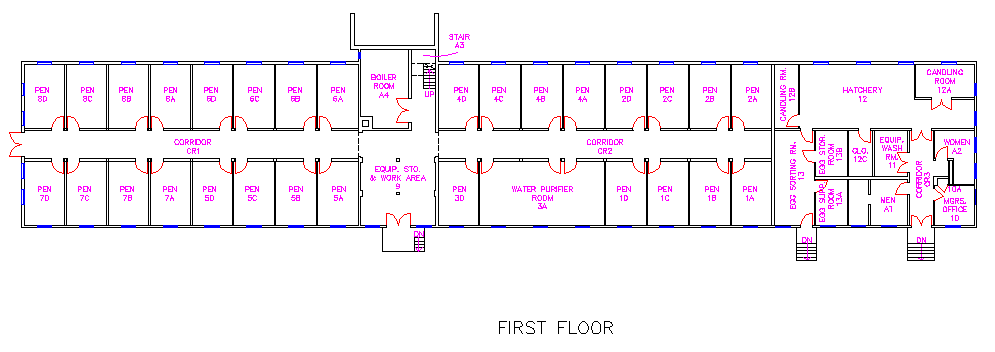 STAIR
A3
BOILER
ROOM
A4
UP
PEN
8D
PEN
8C
PEN
8B
PEN
8A
PEN
6D
PEN
6C
PEN
6B
PEN
6A
PEN
4D
PEN
4C
PEN
4B
PEN
4A
PEN
2D
PEN
2C
PEN
2B
PEN
2A
CANDLING RM.
12B
HATCHERY
12
CANDLING
ROOM
12A
CORRIDOR
CR1
CORRIDOR
CR2
EQUIP. STO.
& WORK AREA
9
EGG SORTING RN.
13
EGG STOR.
ROOM
13B
CLO.
12C
EQUIP.
WASH
RM.
11
CORRIDOR
CR3
WOMEN
A2
PEN
7D
PEN
7C
PEN
7B
PEN
7A
PEN
5D
PEN
5C
PEN
5B
PEN
5A
PEN
3D
WATER PURIFIER
ROOM
3A
PEN
1D
PEN
1C
PEN
1B
PEN
1A
EGG SUPP.
ROOM
13A
MEN
A1
10A
MGRS.
OFFICE
10
DN
DN
DN
FIRST FLOOR